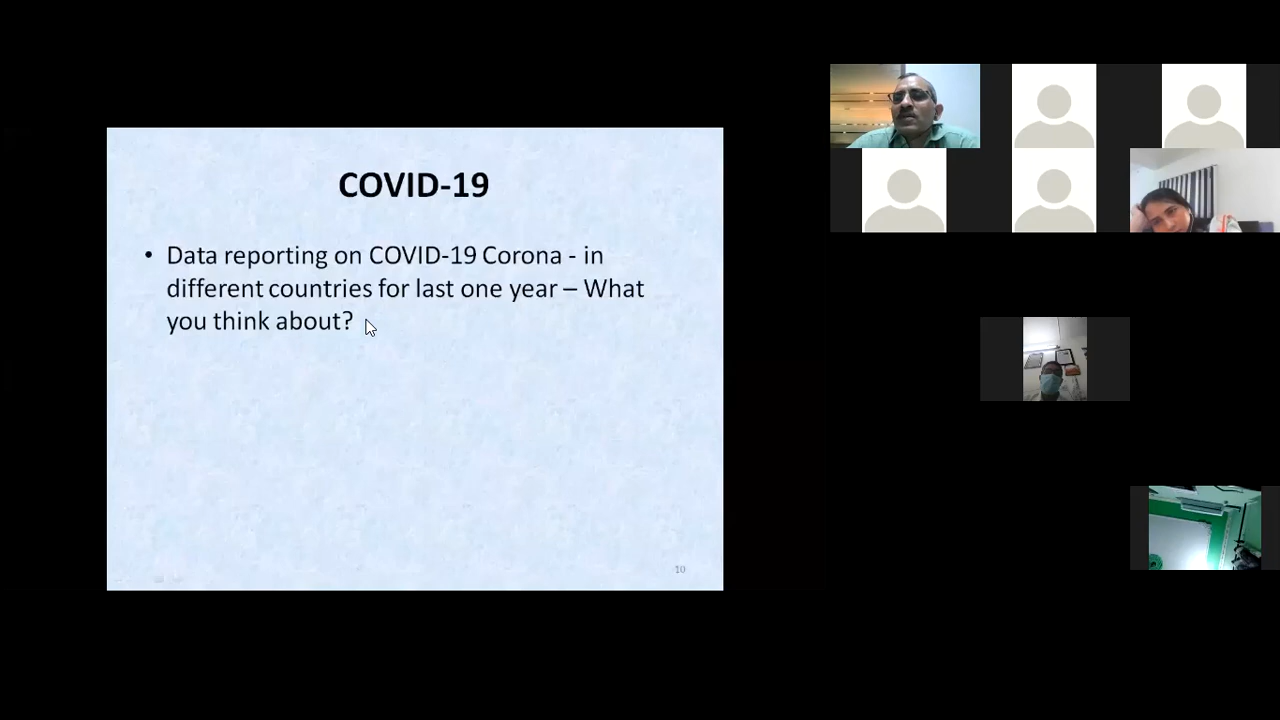 COVID-19
• Data reporting on COVID-19 Corona - in
different countries for last one year – What
you think about?
10